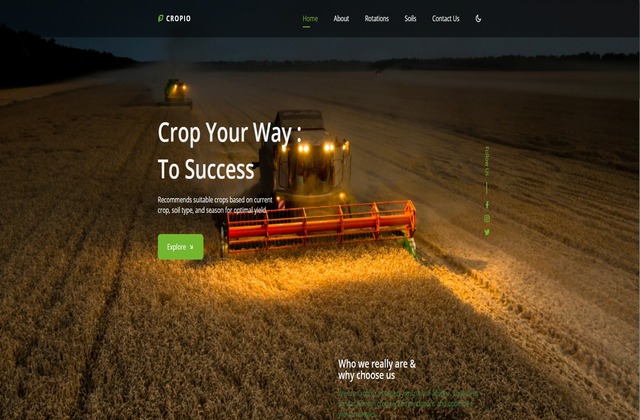 CROPIO
Home
About
Rotations
Soils
Contact Us
Crop Your Way :
To Success
Recommends suitable crops based on current
crop, soil type, and season for optimal yield.
Explore »
Follow Us
Who we really are &
why choose us